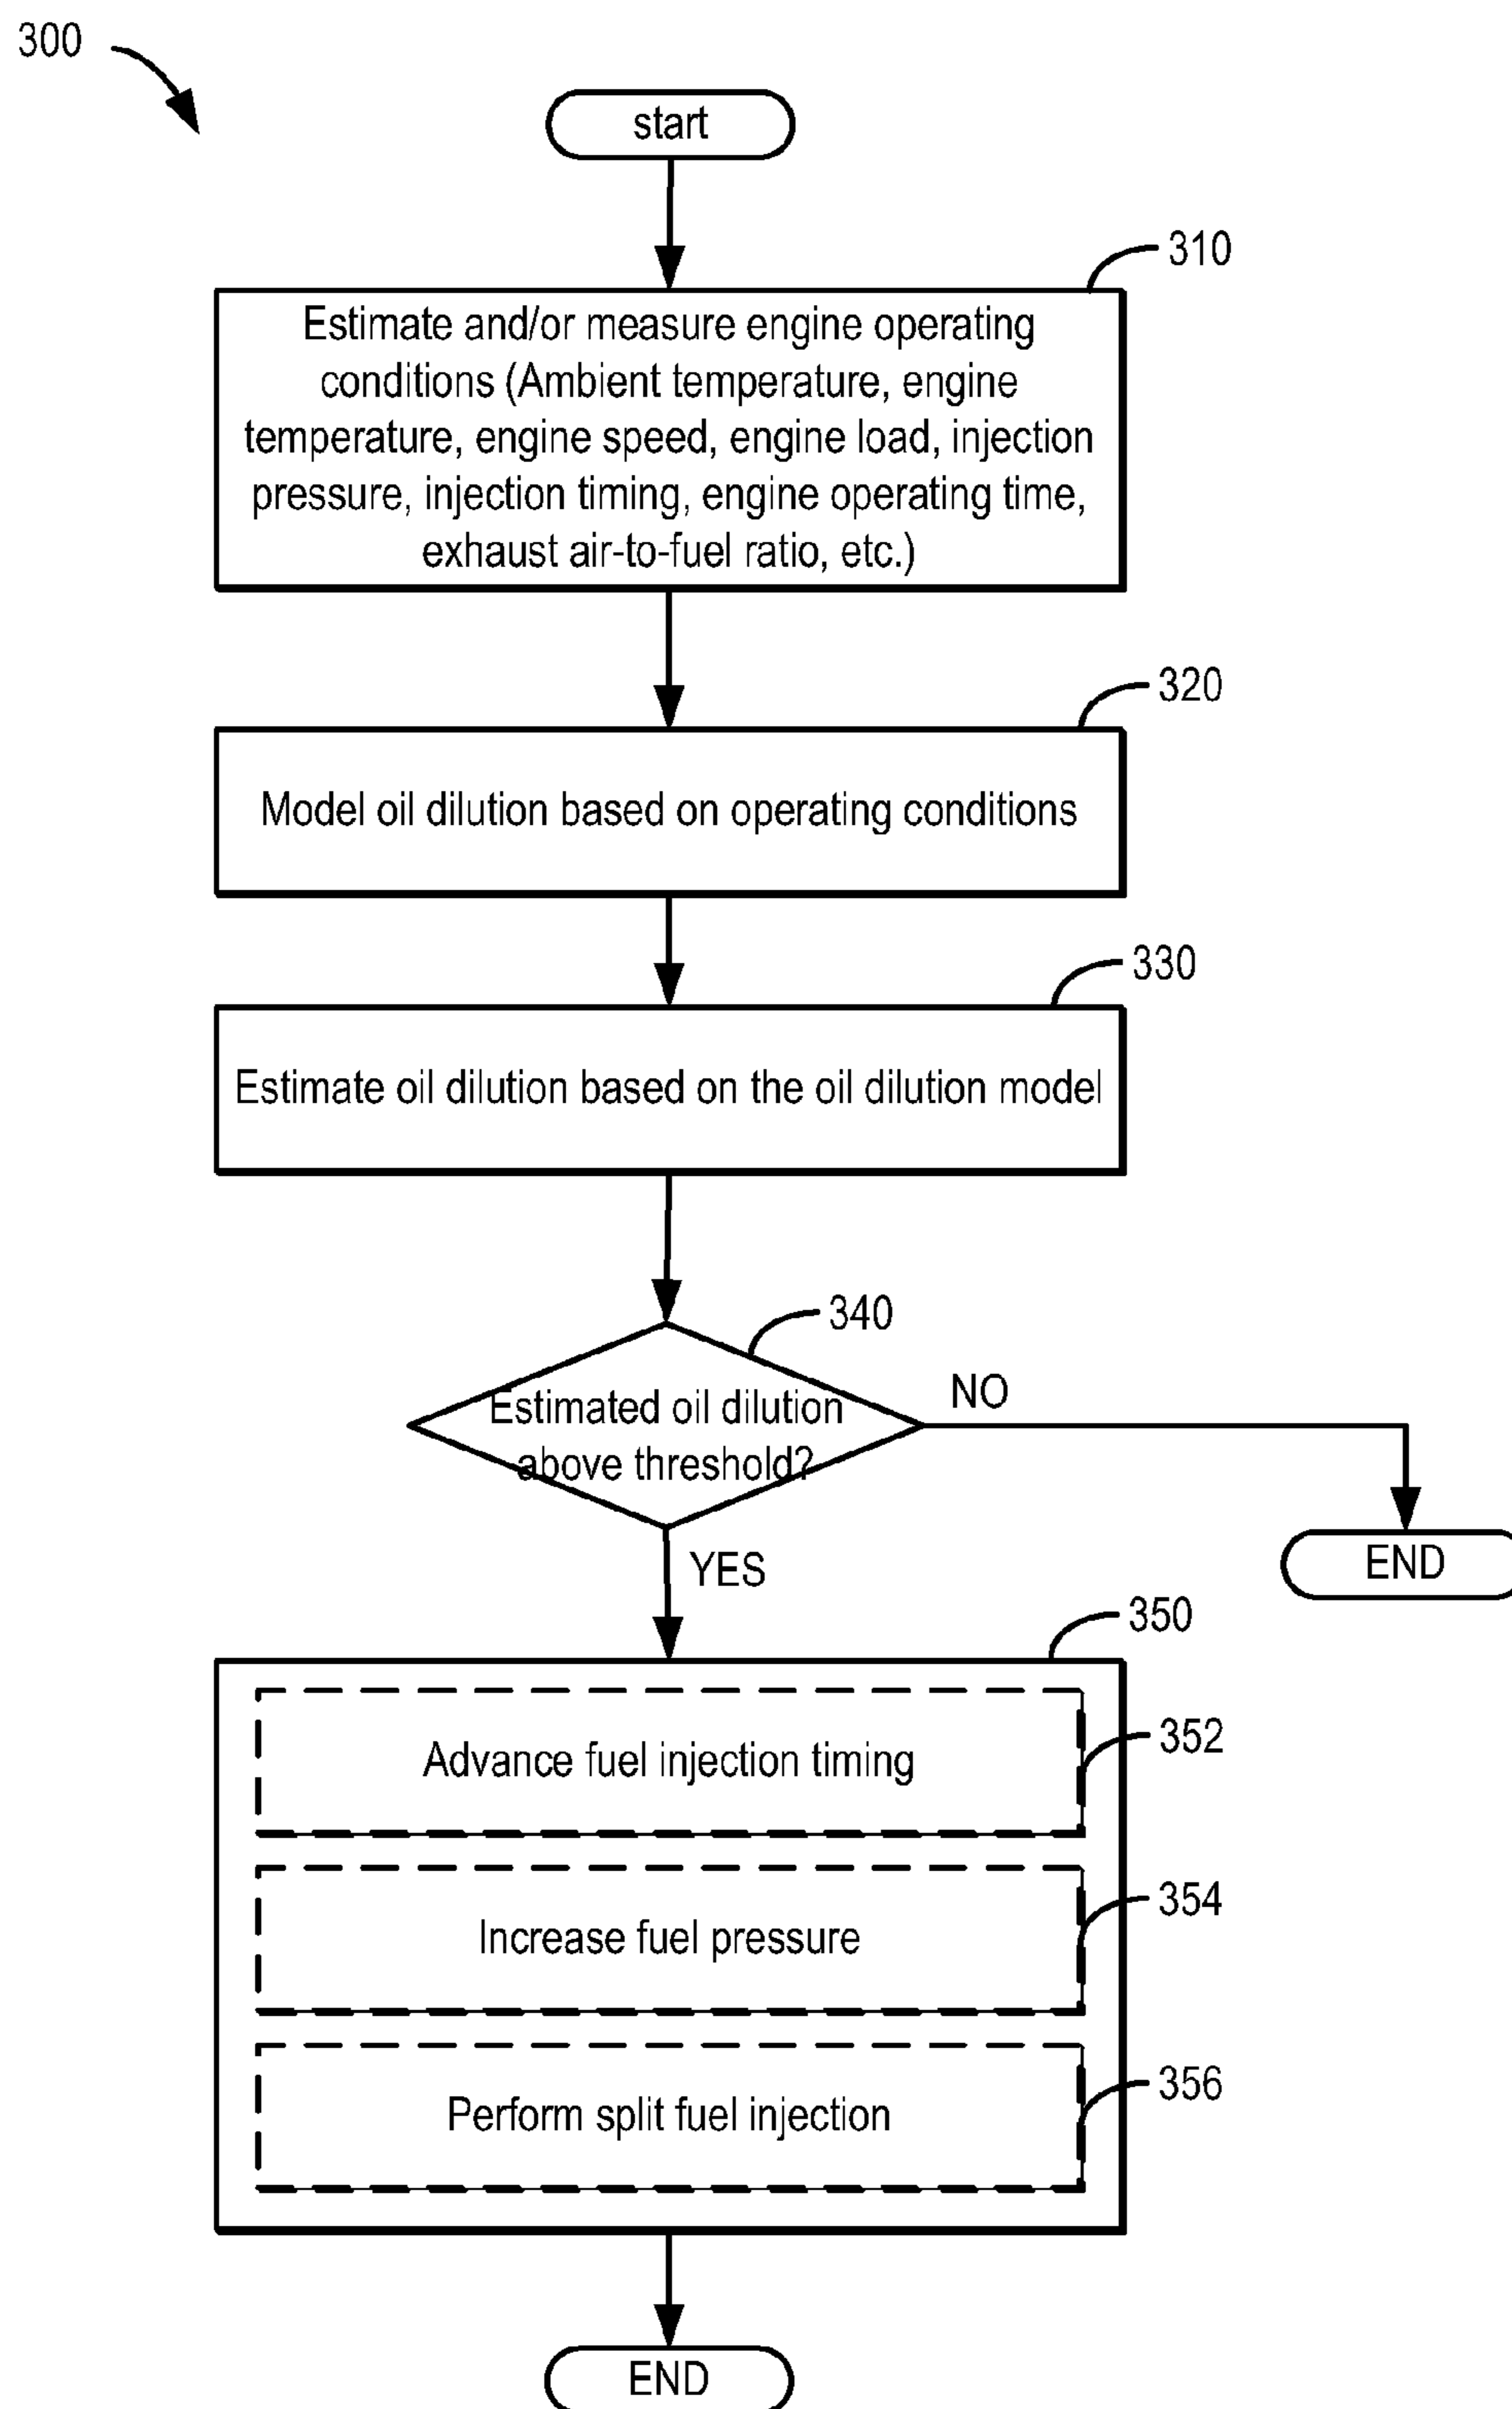 300
start
310
Estimate and/or measure engine operating
conditions (Ambient temperature, engine
temperature, engine speed, engine load, injection
pressure, injection timing, engine operating time,
exhaust air-to-fuel ratio, etc.)
320
Model oil dilution based on operating conditions
330
Estimate oil dilution based on the oil dilution model
340
Estimated oil dilution
above threshold?
NO
END
YES
350
352
Advance fuel injection timing
354
Increase fuel pressure
356
Perform split fuel injection
END